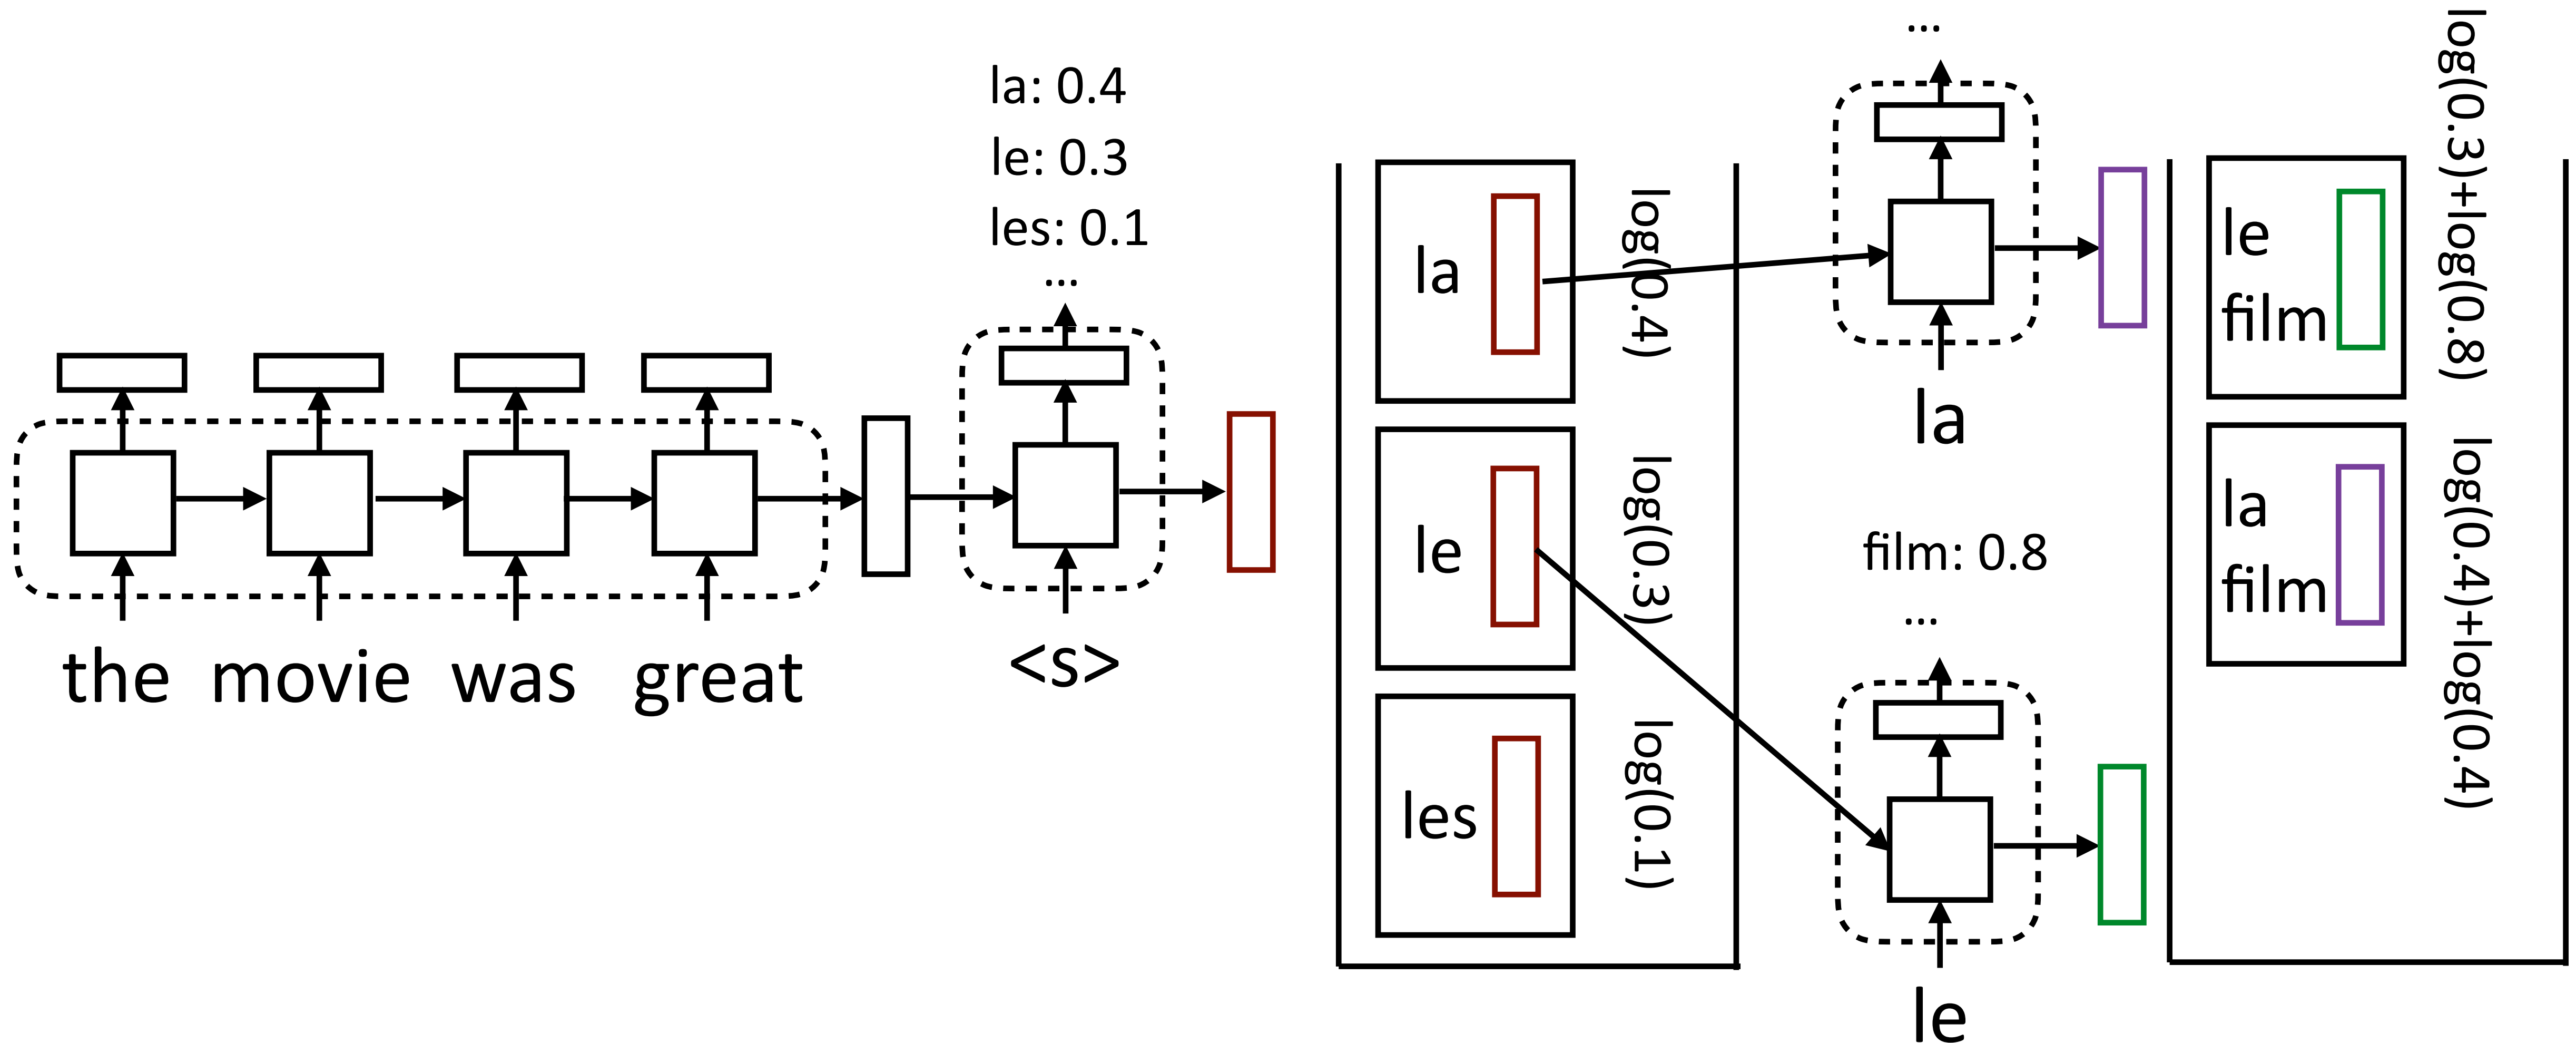 la: 0.4
le: 0.3
les: 0.1
...
the movie was great
<s>
la
log(0.4)
le
log(0.3)
les
log(0.1)
...
la
film: 0.8
...
le
le
film
log(0.3)+log(0.8)
la
film
log(0.4)+log(0.4)